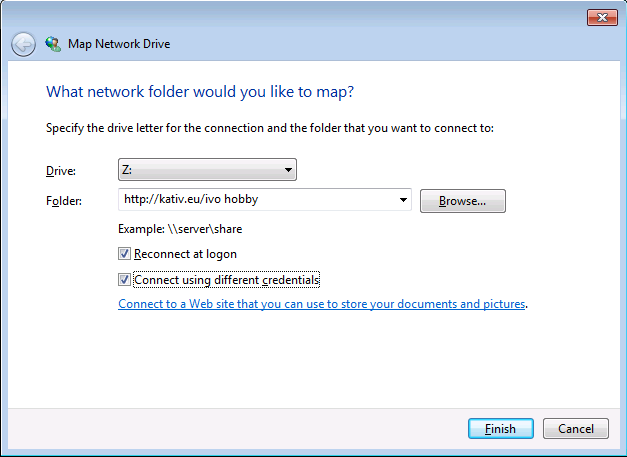 Map Network Drive
What network folder would you like to map?
Specify the drive letter for the connection and the folder that you want to connect to:
Drive: Z:
Folder: http://kativ.eu/ivo hobby Browse...
Example: \\server\share
Reconnect at logon
Connect using different credentials
Connect to a Web site that you can use to store your documents and pictures.
Finish Cancel